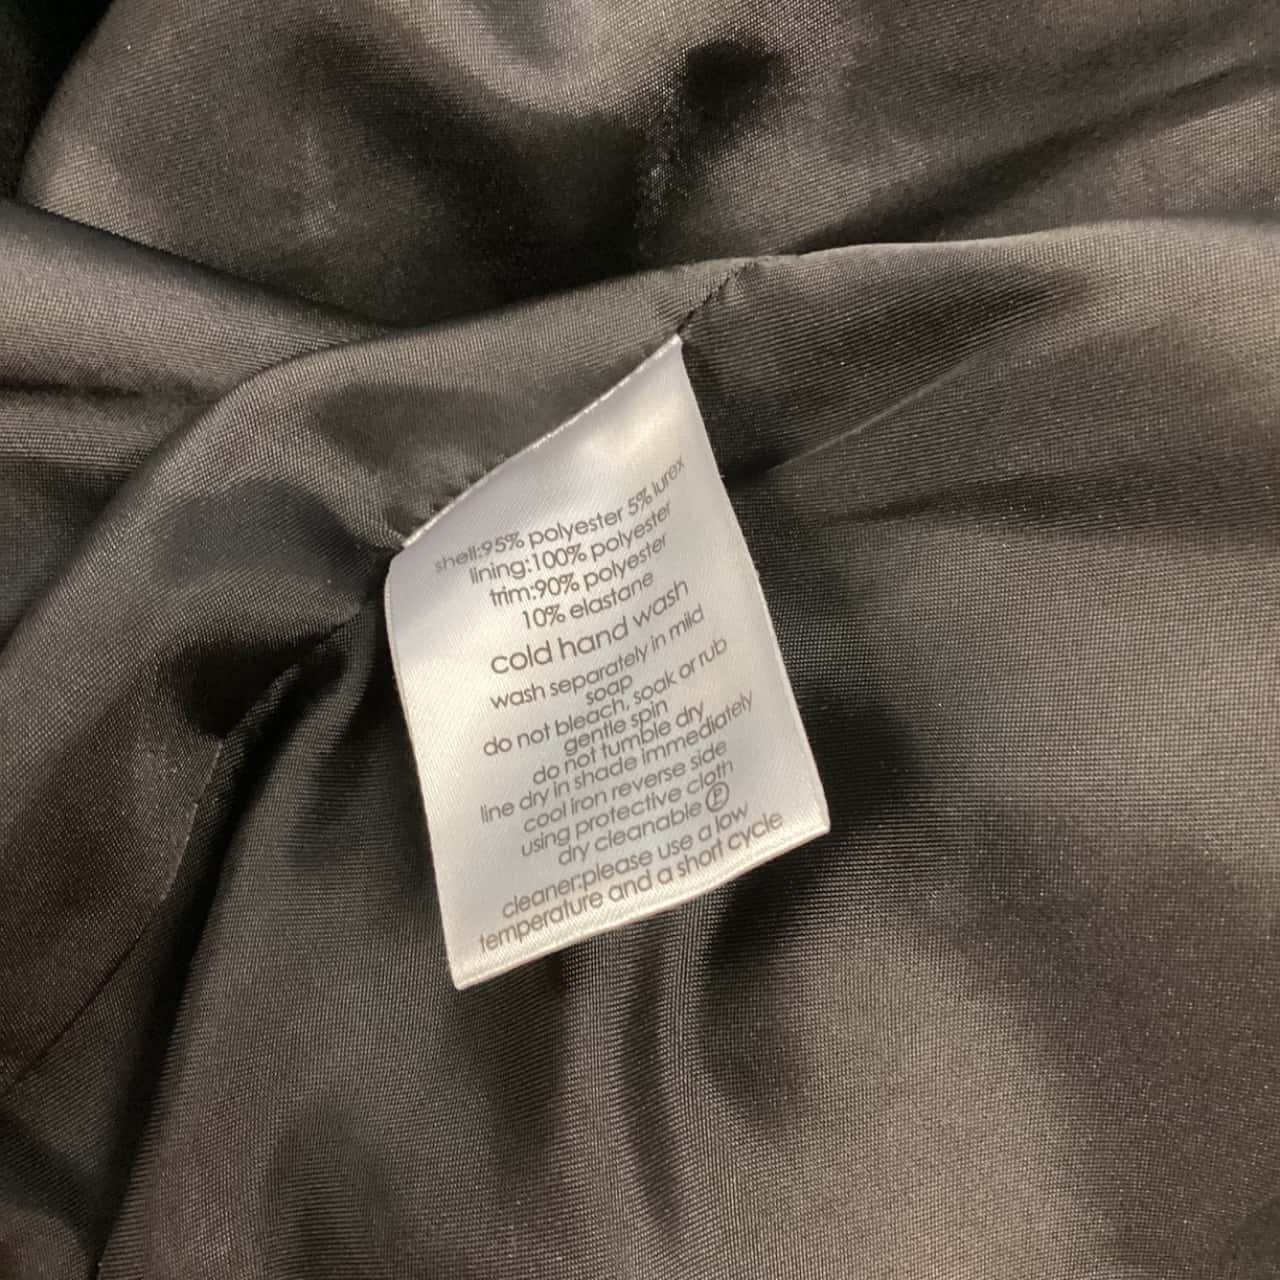 shell:95% polyester 5% lurex
lining:100% polyester
trim:90% polyester
10% elastane
cold hand wash
wash separately in mild
soap
do not bleach, soak or rub
gentle spin
do not tumble dry
line dry in shade immediately
cool iron reverse side
using protective cloth
dry cleanable Ⓟ
cleaner:please use a low
temperature and a short cycle